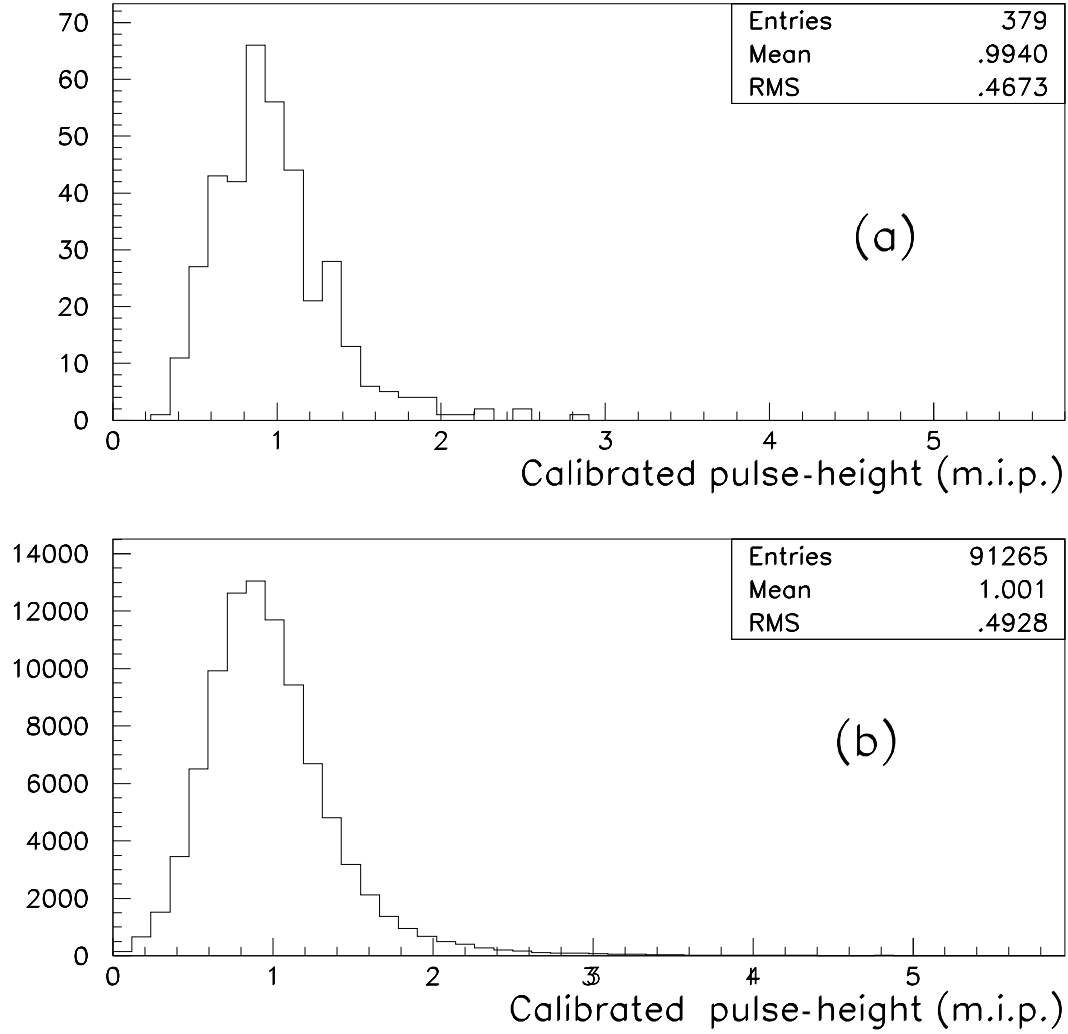 70
60
50
40
30
20
10
0
Entries 379
Mean .9940
RMS .4673
(a)
0 1 2 3 4 5
Calibrated pulse-height (m.i.p.)
14000
12000
10000
8000
6000
4000
2000
0
Entries 91265
Mean 1.001
RMS .4928
(b)
0 1 2 3 4 5
Calibrated pulse-height (m.i.p.)